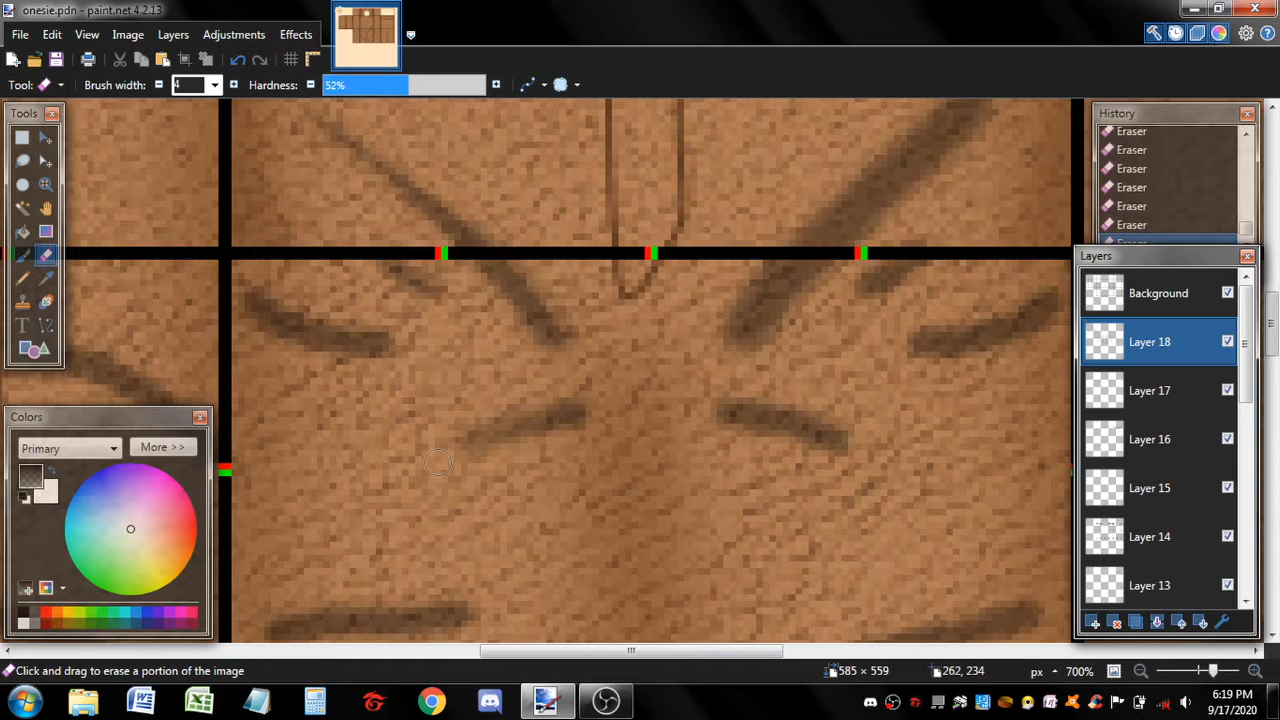 onesie.pdn - paint.net 4.2.13
File Edit View Image Layers Adjustments Effects
Tool: Brush width: 4 Hardness: 52%
Tools
History
Eraser
Eraser
Eraser
Eraser
Eraser
Eraser
Layers
Background
Layer 18
Layer 17
Layer 16
Layer 15
Layer 14
Layer 13
Colors
Primary More >>
Click and drag to erase a portion of the image 585 × 559 262, 234 px 700%
6:19 PM
9/17/2020